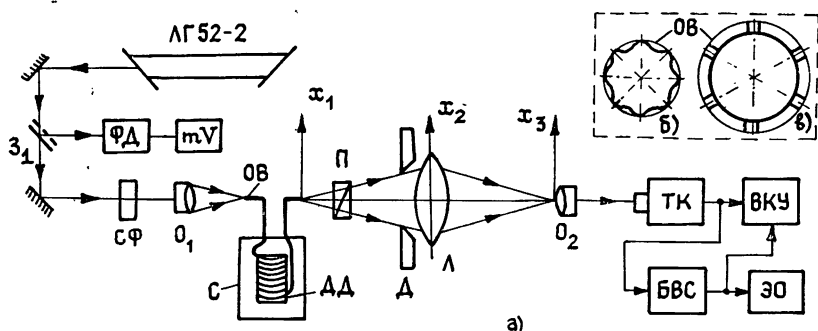 ЛГ52-2
ОВ
б)
в)
x₁
x₂
x₃
З₁
ФД
mV
П
ОВ
СФ
О₁
О₂
ТК
ВКУ
С
ДД
Д
Л
БВС
ЭО
а)